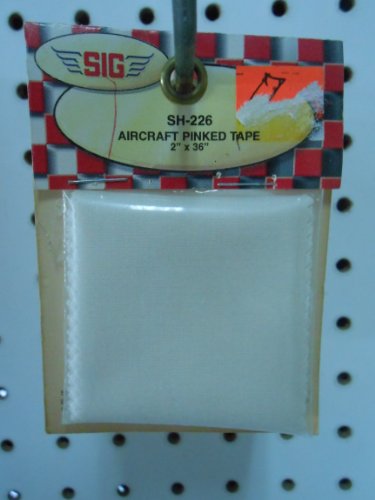 SIG
SH-226
AIRCRAFT PINKED TAPE
2" x 36"